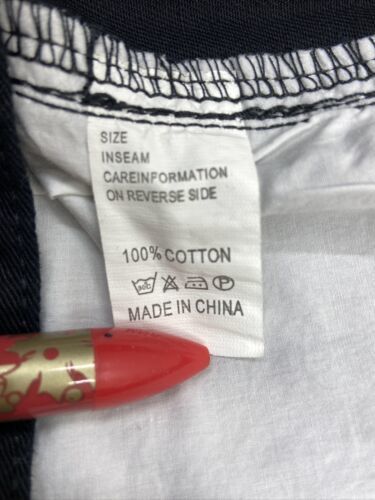 SIZE
INSEAM
CAREINFORMATION
ON REVERSE SIDE
100% COTTON
P
MADE IN CHINA